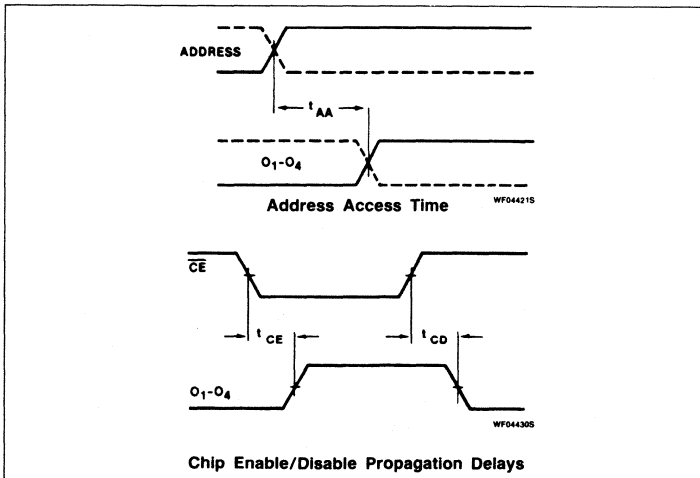 ADDRESS
t AA
O1-O4
WF04421S
Address Access Time
CE
t CE
t CD
O1-O4
WF04430S
Chip Enable/Disable Propagation Delays